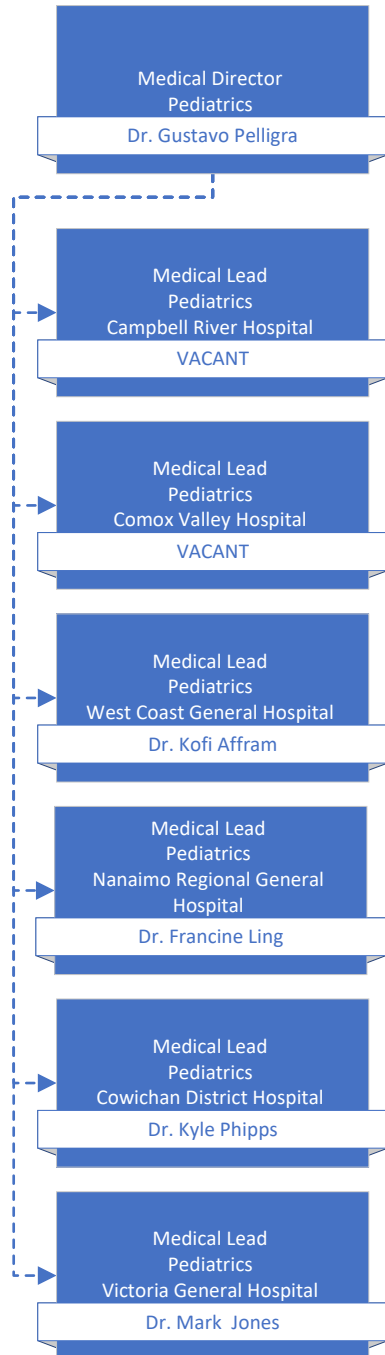 Medical Director
Pediatrics
Dr. Gustavo Pelligra
Medical Lead
Pediatrics
Campbell River Hospital
VACANT
Medical Lead
Pediatrics
Comox Valley Hospital
VACANT
Medical Lead
Pediatrics
West Coast General Hospital
Dr. Kofi Affram
Medical Lead
Pediatrics
Nanaimo Regional General
Hospital
Dr. Francine Ling
Medical Lead
Pediatrics
Cowichan District Hospital
Dr. Kyle Phipps
Medical Lead
Pediatrics
Victoria General Hospital
Dr. Mark  Jones